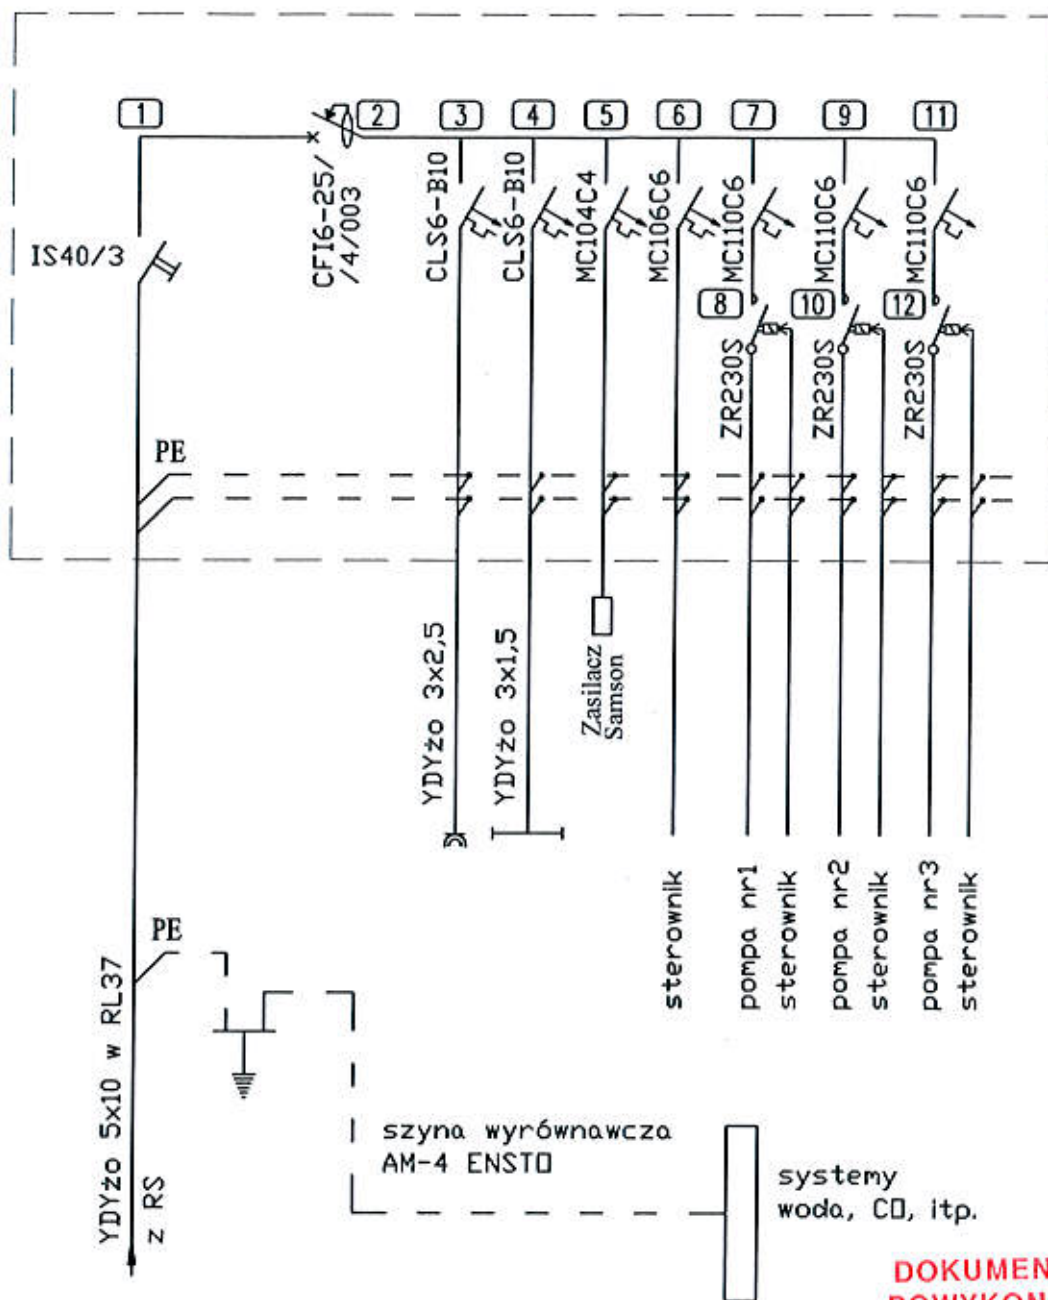 1
2
3
4
5
6
7
9
11
IS40/3
CFI6-25/
/4/003
CLS6-B10
CLS6-B10
MC104C4
MC106C6
MC110C6
MC110C6
MC110C6
8
10
12
ZR230S
ZR230S
ZR230S
PE
YDYżo 3x2,5
YDYżo 3x1,5
Zasilacz
Samson
sterownik
pompa nr1
sterownik
pompa nr2
sterownik
pompa nr3
sterownik
PE
YDYżo 5x10 w RL37
z RS
szyna wyrównawcza
AM-4 ENSTO
systemy
woda, CO, itp.
DOKUMEN